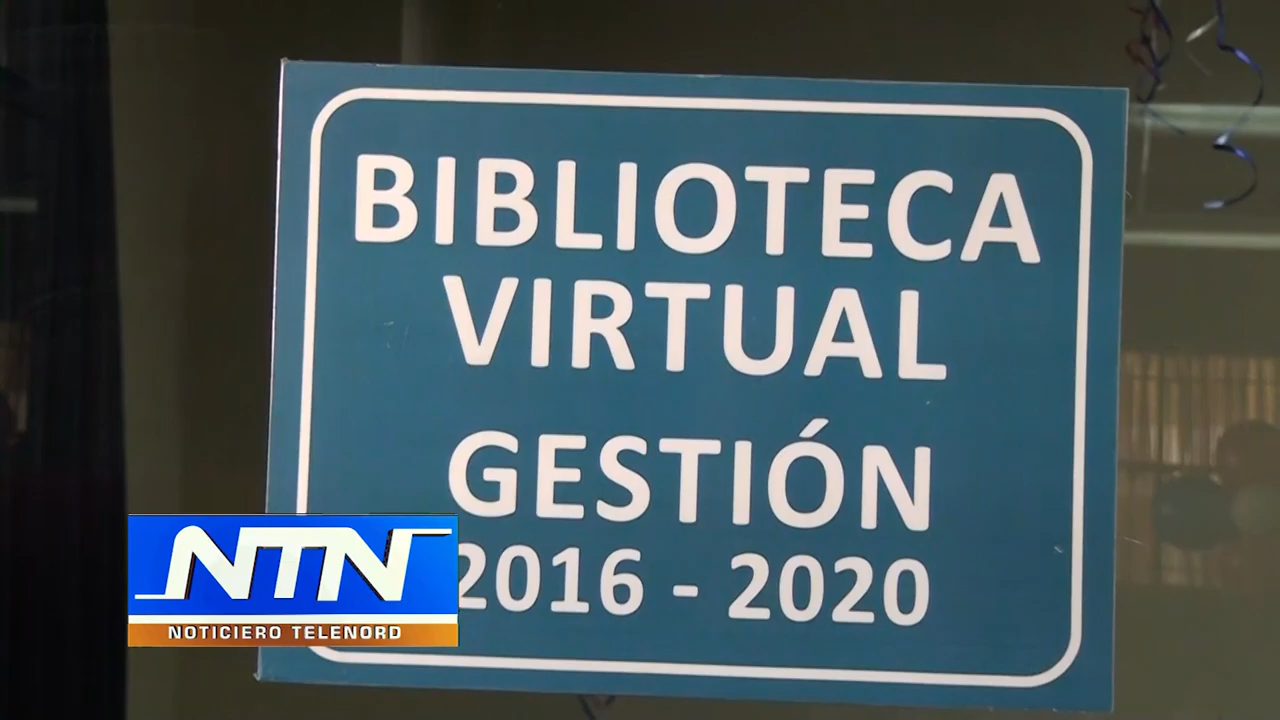 BIBLIOTECA
VIRTUAL
GESTIÓN
2016 - 2020
NTN
NOTICIERO TELENORD